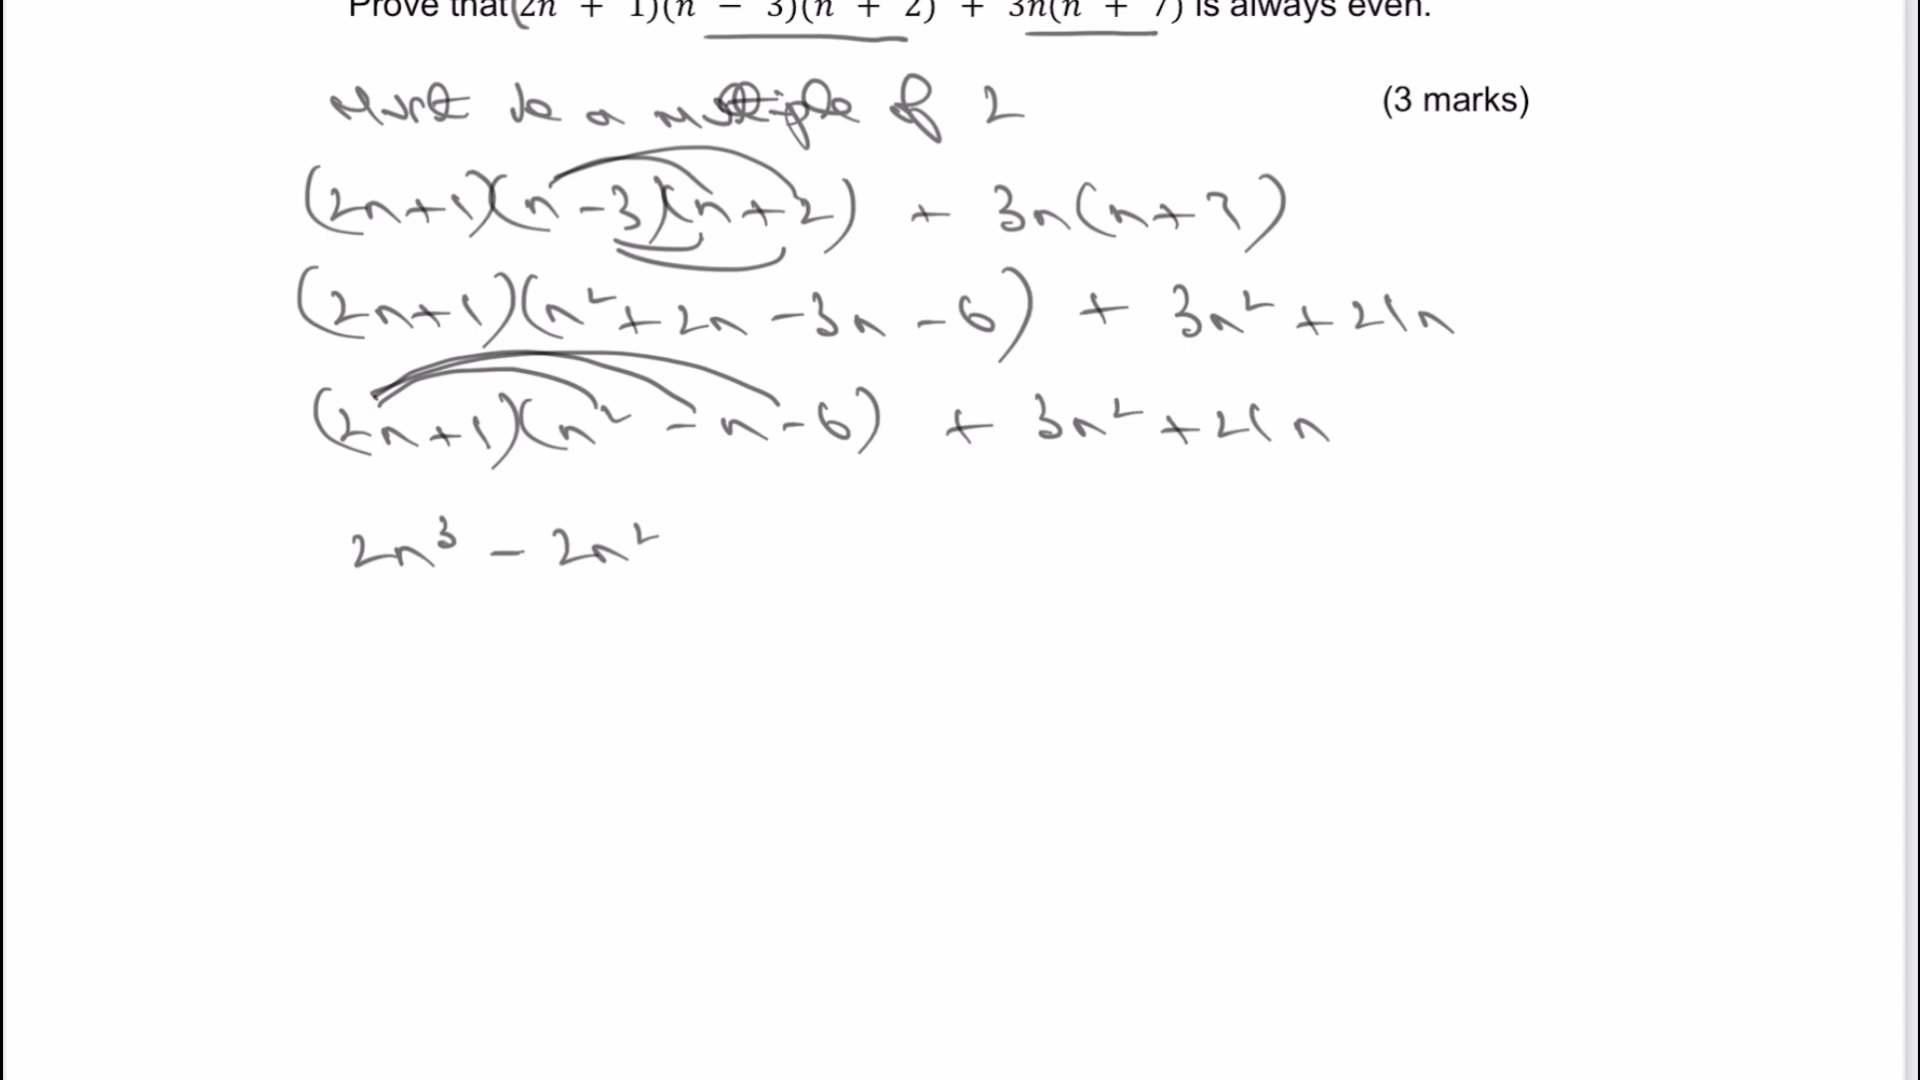 Prove that (2n + 1)(n − 3)(n + 2) + 3n(n + 7) is always even.
Must be a multiple of 2
(3 marks)
(2n+1)(n-3)(n+2) + 3n(n+7)
(2n+1)(n²+2n-3n-6) + 3n²+21n
(2n+1)(n²-n-6) + 3n²+21n
2n³ - 2n²